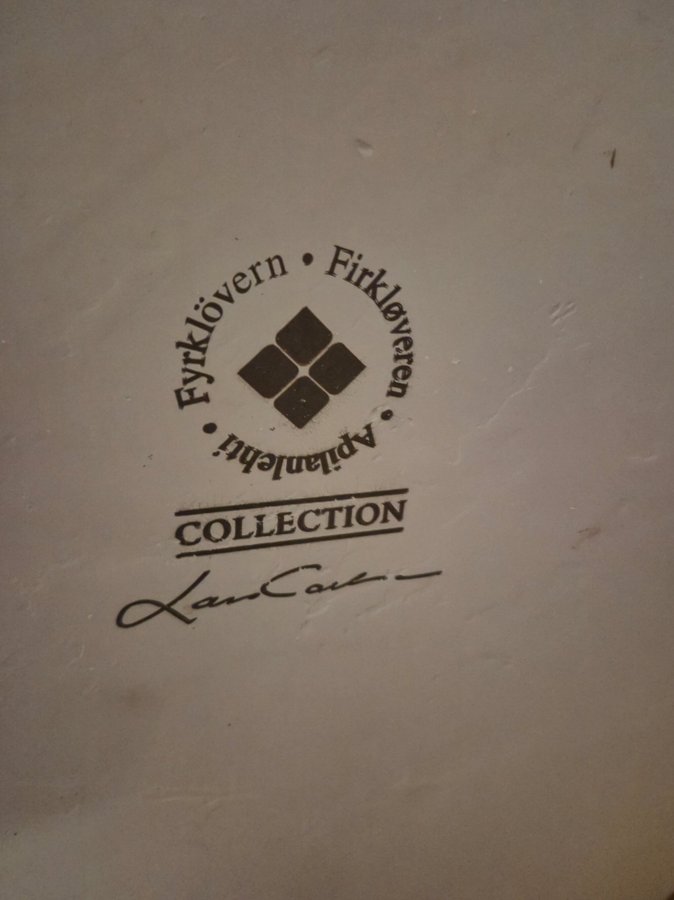 Fyrklövern • Firkløveren • Apilanlehti •
COLLECTION